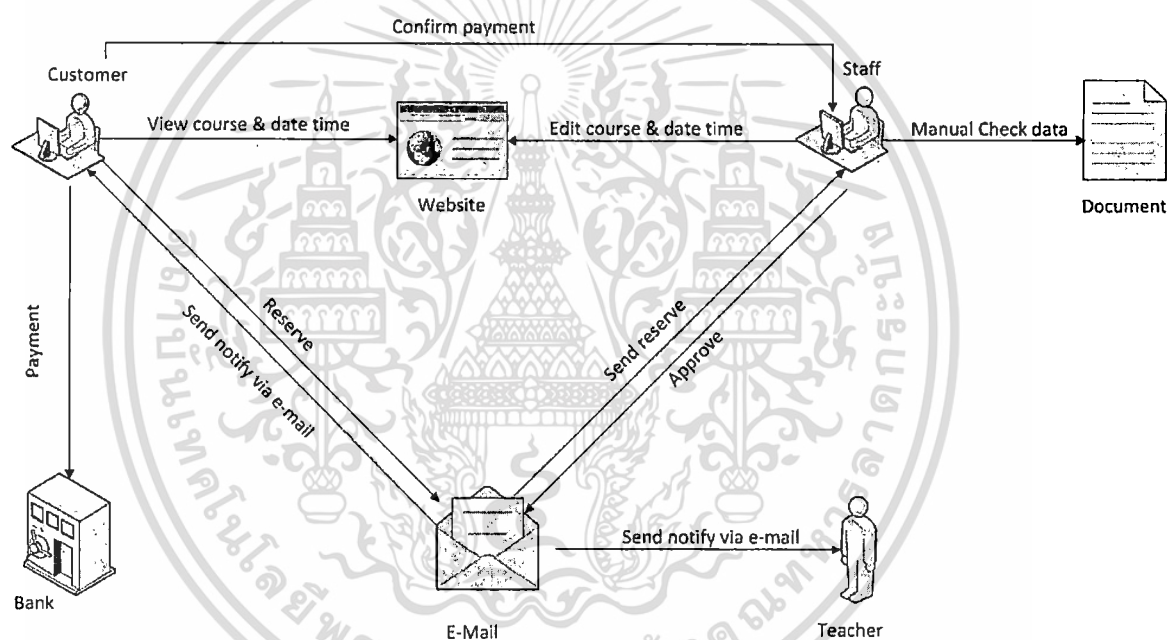 Confirm payment
Customer
Staff
View course & date time
Edit course & date time
Manual Check data
Website
Document
Payment
Reserve
Send notify via e-mail
Send reserve
Approve
Send notify via e-mail
Bank
E-Mail
Teacher